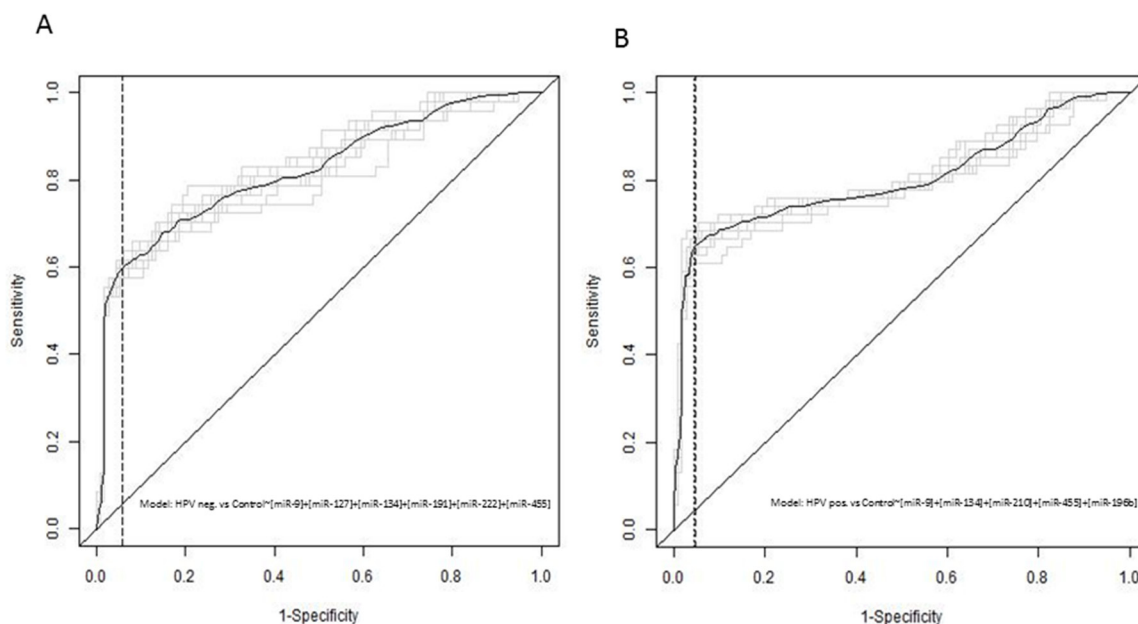 A
B
1.0
0.8
0.6
0.4
0.2
0.0
Sensitivity
Model: HPV neg. vs Control~[miR-9]+[miR-127]+[miR-134]+[miR-191]+[miR-222]+[miR-455]
0.0 0.2 0.4 0.6 0.8 1.0
1-Specificity
1.0
0.8
0.6
0.4
0.2
0.0
Sensitivity
Model: HPV pos. vs Control~[miR-9]+[miR-134]+[miR-210]+[miR-455]+[miR-196b]
0.0 0.2 0.4 0.6 0.8 1.0
1-Specificity